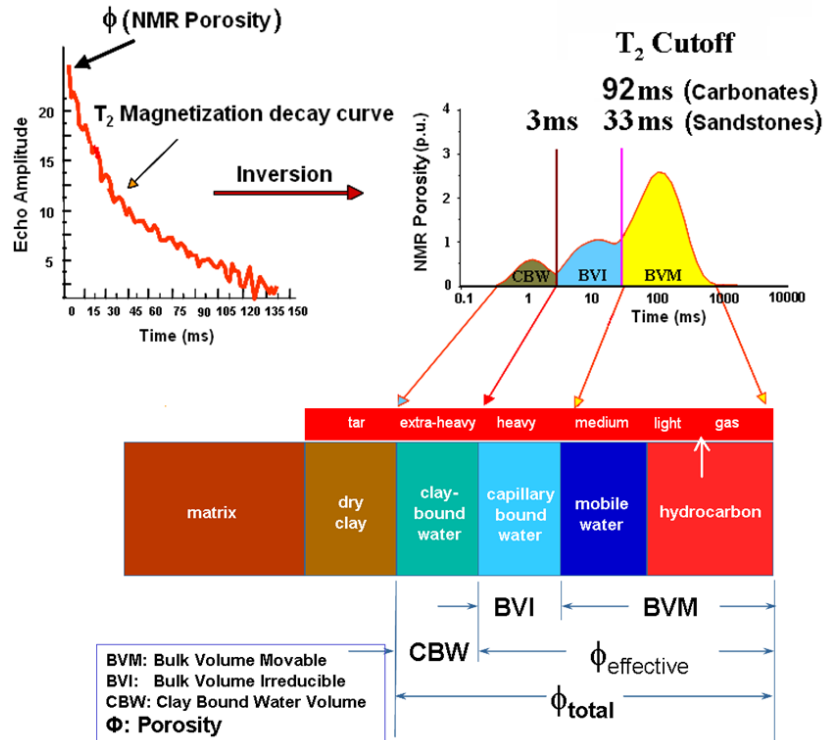 ϕ (NMR Porosity)
T₂ Magnetization decay curve
Echo Amplitude
20
15
10
5
0 15 30 45 60 75 90 105 120 135 150
Time (ms)
Inversion
T₂ Cutoff
92ms (Carbonates)
3ms 33ms (Sandstones)
NMR Porosity (p.u.)
4
3
2
1
0
CBW BVI BVM
0.1 1 10 100 1000 10000
Time (ms)
tar extra-heavy heavy medium light gas
matrix
dry
clay
clay-
bound
water
capillary
bound
water
mobile
water
hydrocarbon
BVI BVM
CBW ϕeffective
ϕtotal
BVM: Bulk Volume Movable
BVI: Bulk Volume Irreducible
CBW: Clay Bound Water Volume
Φ: Porosity